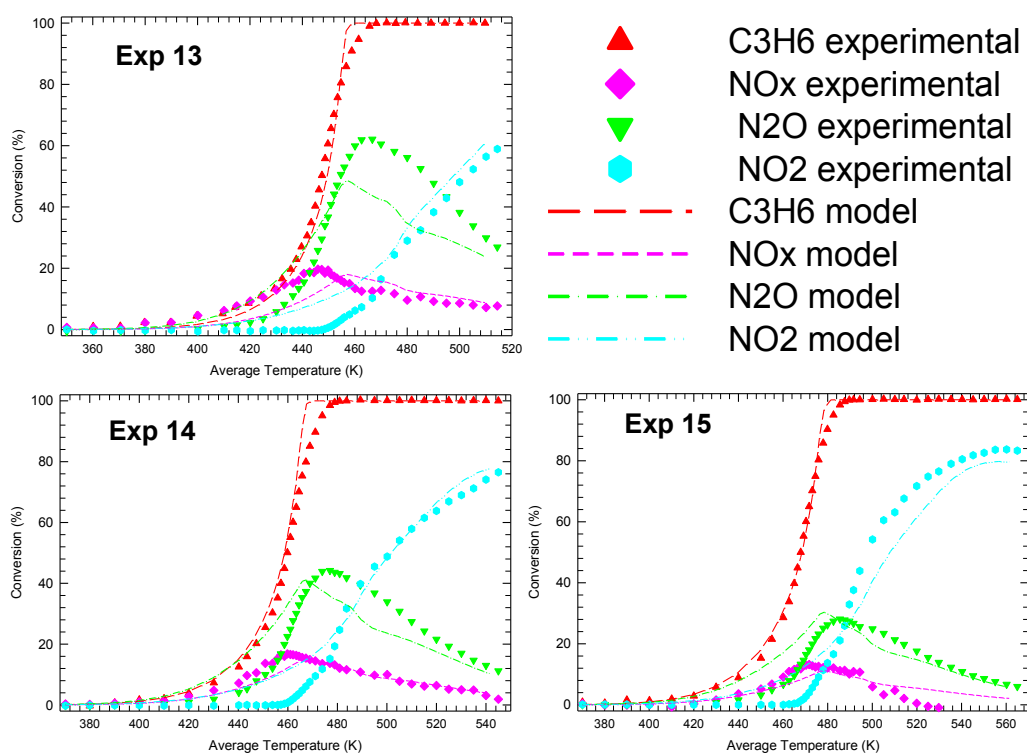 Exp 13
Conversion (%)
100
80
60
40
20
0
360 380 400 420 440 460 480 500 520
Average Temperature (K)
C3H6 experimental
NOx experimental
N2O experimental
NO2 experimental
C3H6 model
NOx model
N2O model
NO2 model
Exp 14
Conversion (%)
100
80
60
40
20
0
380 400 420 440 460 480 500 520 540
Average Temperature (K)
Exp 15
Conversion (%)
100
80
60
40
20
0
380 400 420 440 460 480 500 520 540 560
Average Temperature (K)